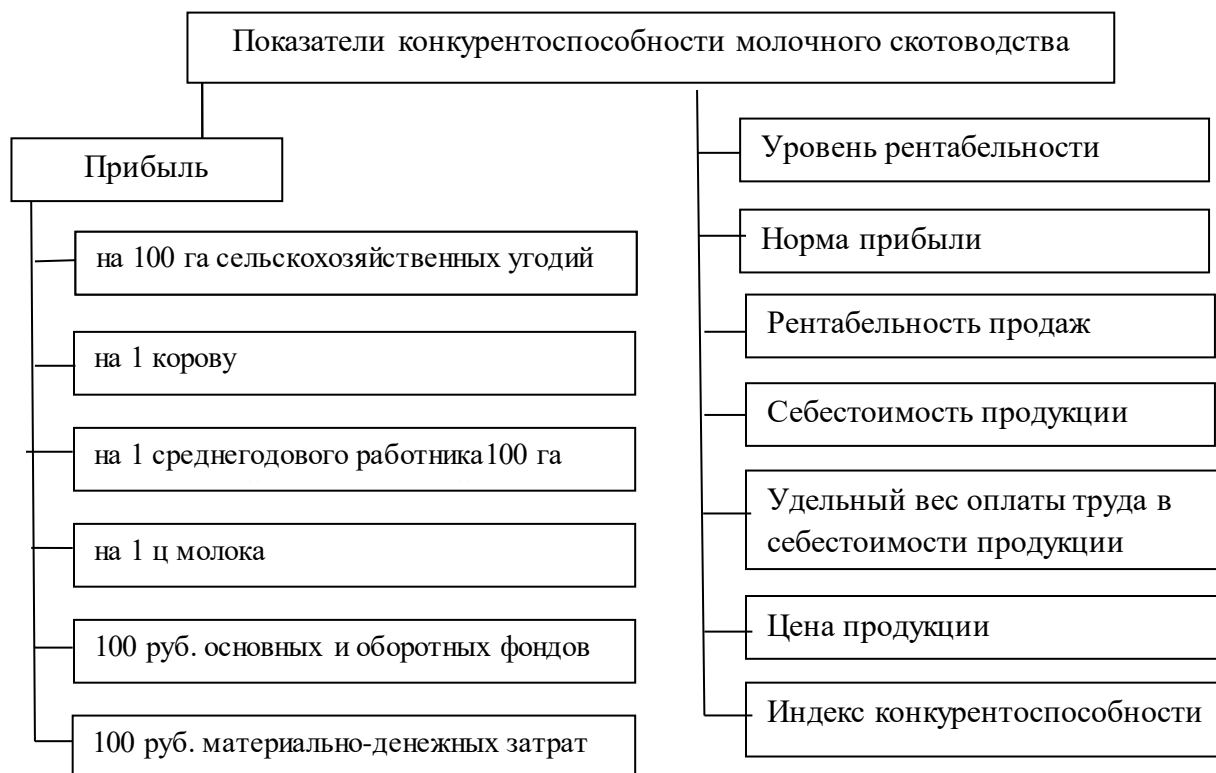 Показатели конкурентоспособности молочного скотоводства
Прибыль
на 100 га сельскохозяйственных угодий
на 1 корову
на 1 среднегодового работника100 га
на 1 ц молока
100 руб. основных и оборотных фондов
100 руб. материально-денежных затрат
Уровень рентабельности
Норма прибыли
Рентабельность продаж
Себестоимость продукции
Удельный вес оплаты труда в
себестоимости продукции
Цена продукции
Индекс конкурентоспособности